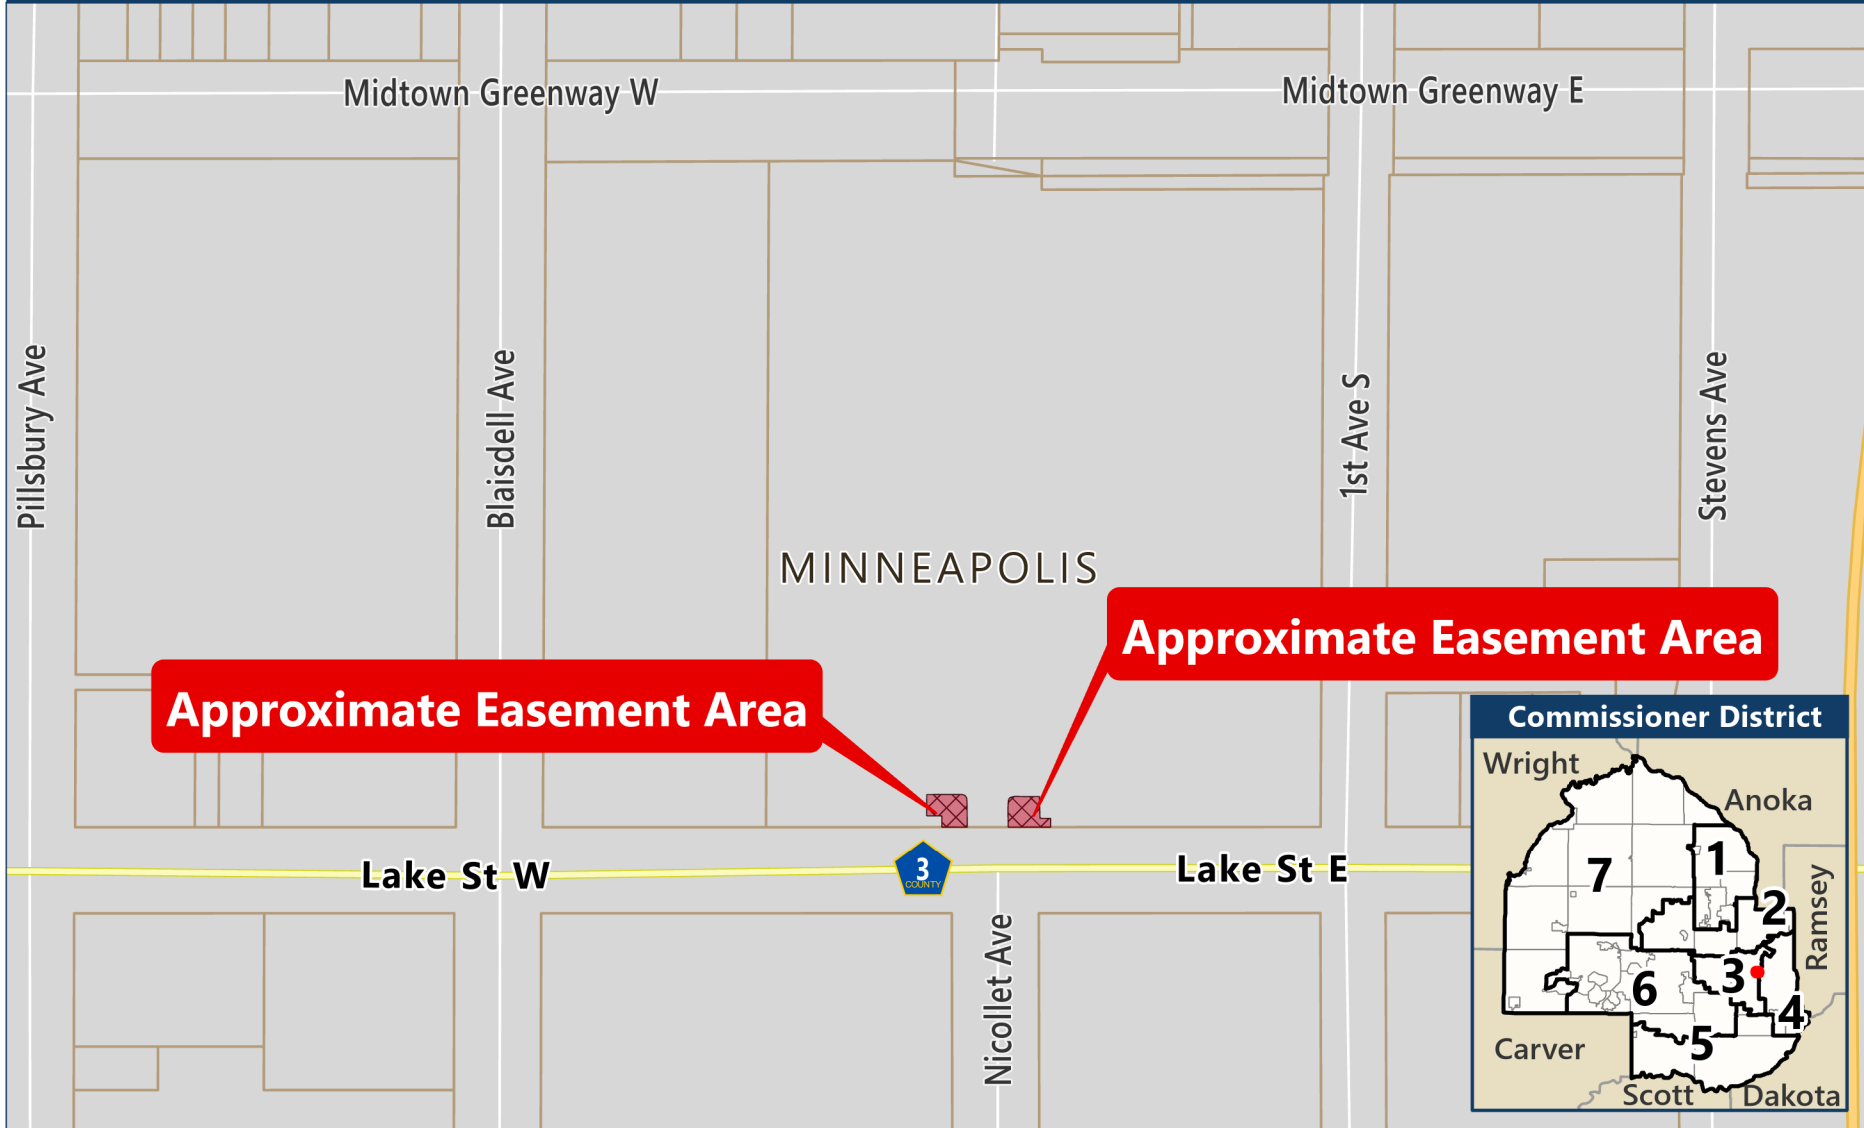 Midtown Greenway W
Midtown Greenway E
Pillsbury Ave
Blaisdell Ave
1st Ave S
Stevens Ave
MINNEAPOLIS
Approximate Easement Area
Approximate Easement Area
Lake St W
3
COUNTY
Lake St E
Nicollet Ave
Commissioner District
Wright
Anoka
1
7
2
Ramsey
3
6
4
5
Carver
Scott
Dakota